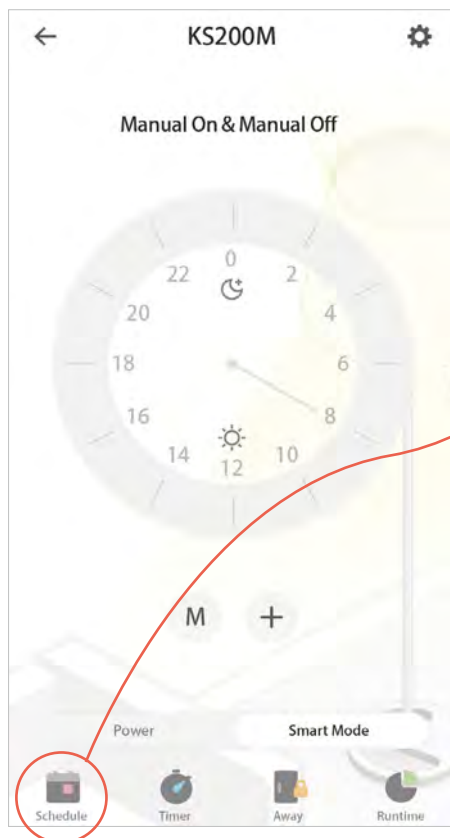 KS200M
Manual On & Manual Off
0
22
2
20
4
18
6
16
8
14
10
12
M +
Power
Smart Mode
Schedule
Timer
Away
Runtime